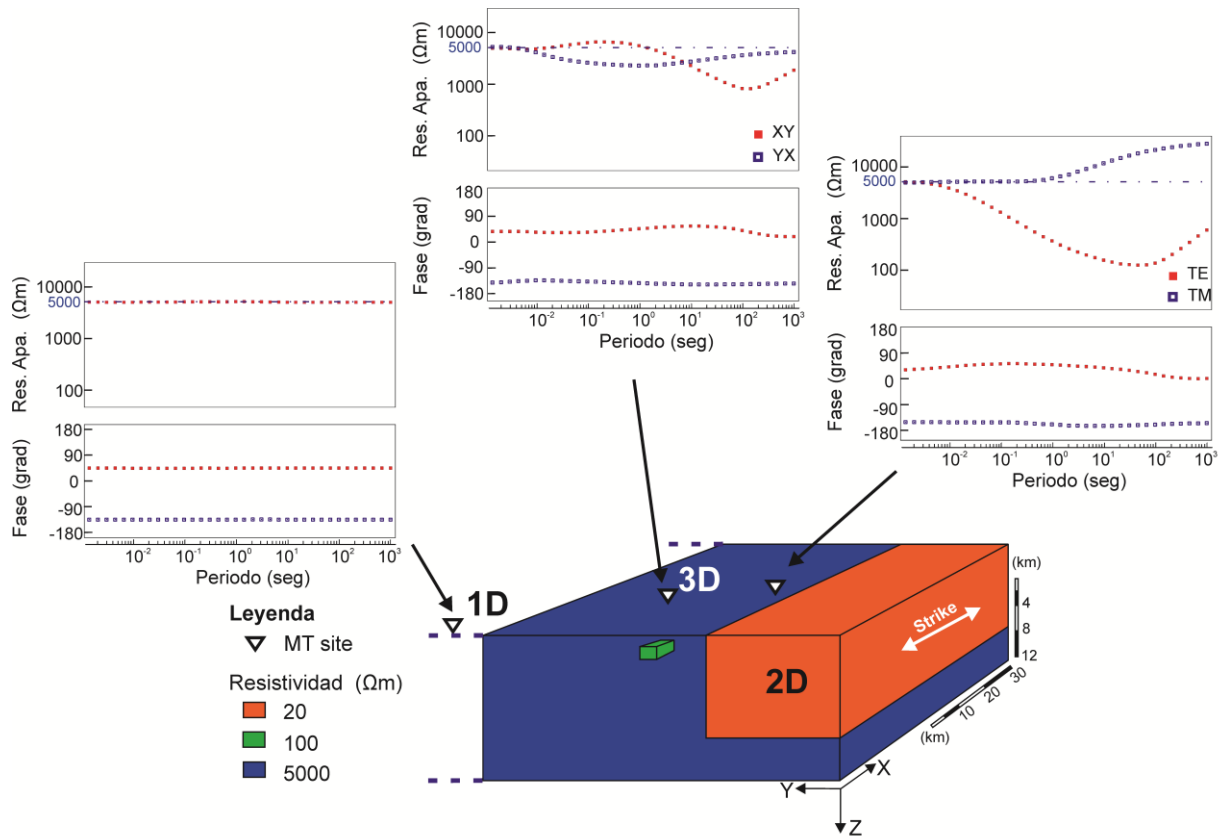 10000
5000
1000
100
Res. Apa. (Ωm)
XY
YX
180
90
0
-90
-180
Fase (grad)
10⁻² 10⁻¹ 10⁰ 10¹ 10² 10³
Periodo (seg)
10000
5000
1000
100
Res. Apa. (Ωm)
TE
TM
180
90
0
-90
-180
Fase (grad)
10⁻² 10⁻¹ 10⁰ 10¹ 10² 10³
Periodo (seg)
10000
5000
1000
100
Res. Apa. (Ωm)
180
90
0
-90
-180
Fase (grad)
10⁻² 10⁻¹ 10⁰ 10¹ 10² 10³
Periodo (seg)
1D
3D
2D
Strike
(km)
4
8
12
10 20 30
(km)
Y
X
Z
Leyenda
MT site
Resistividad (Ωm)
20
100
5000